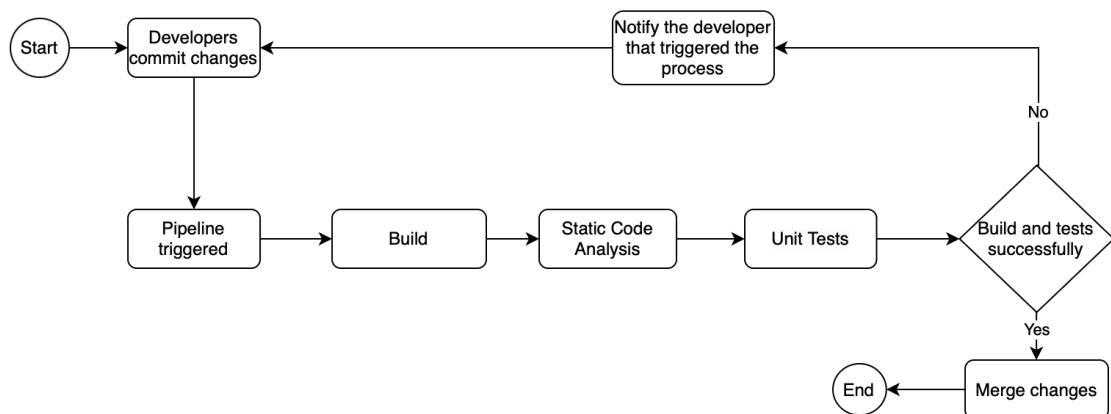 Start
Developers
commit changes
Notify the developer
that triggered the
process
No
Pipeline
triggered
Build
Static Code
Analysis
Unit Tests
Build and tests
successfully
Yes
End
Merge changes